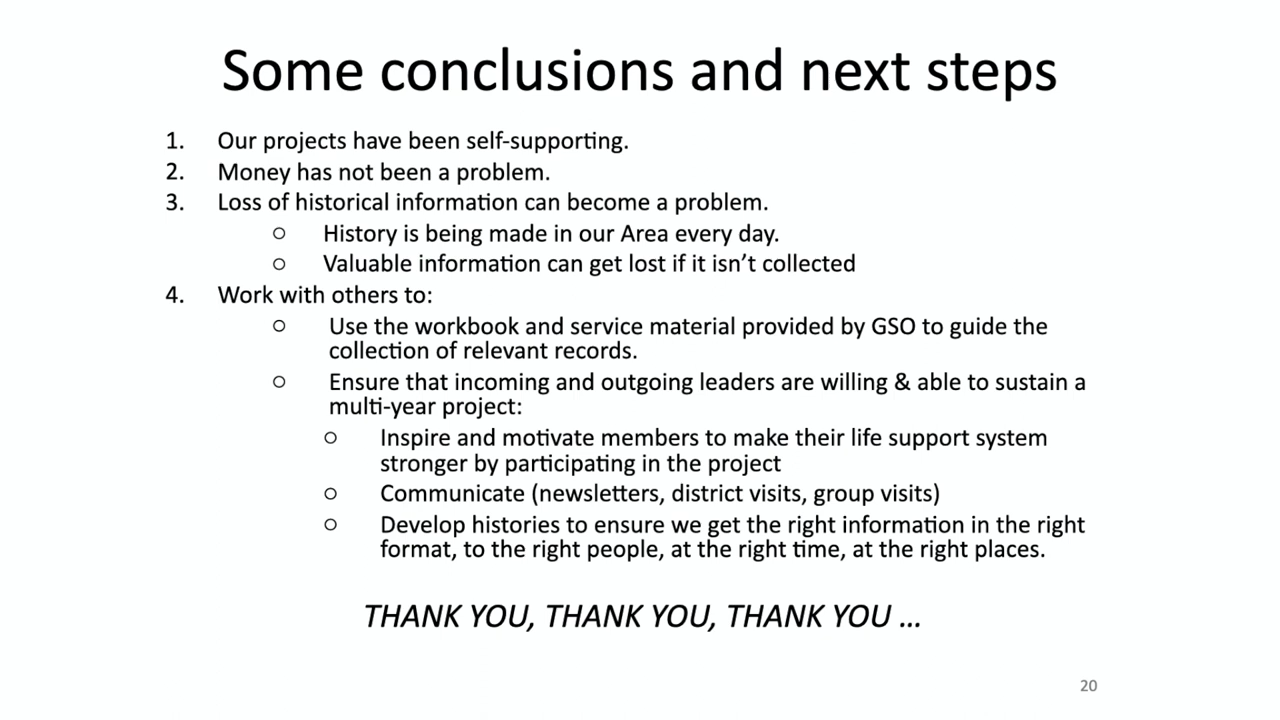 Some conclusions and next steps
1. Our projects have been self-supporting.
2. Money has not been a problem.
3. Loss of historical information can become a problem.
○ History is being made in our Area every day.
○ Valuable information can get lost if it isn’t collected
4. Work with others to:
○ Use the workbook and service material provided by GSO to guide the
collection of relevant records.
○ Ensure that incoming and outgoing leaders are willing & able to sustain a
multi-year project:
○ Inspire and motivate members to make their life support system
stronger by participating in the project
○ Communicate (newsletters, district visits, group visits)
○ Develop histories to ensure we get the right information in the right
format, to the right people, at the right time, at the right places.
THANK YOU, THANK YOU, THANK YOU …
20